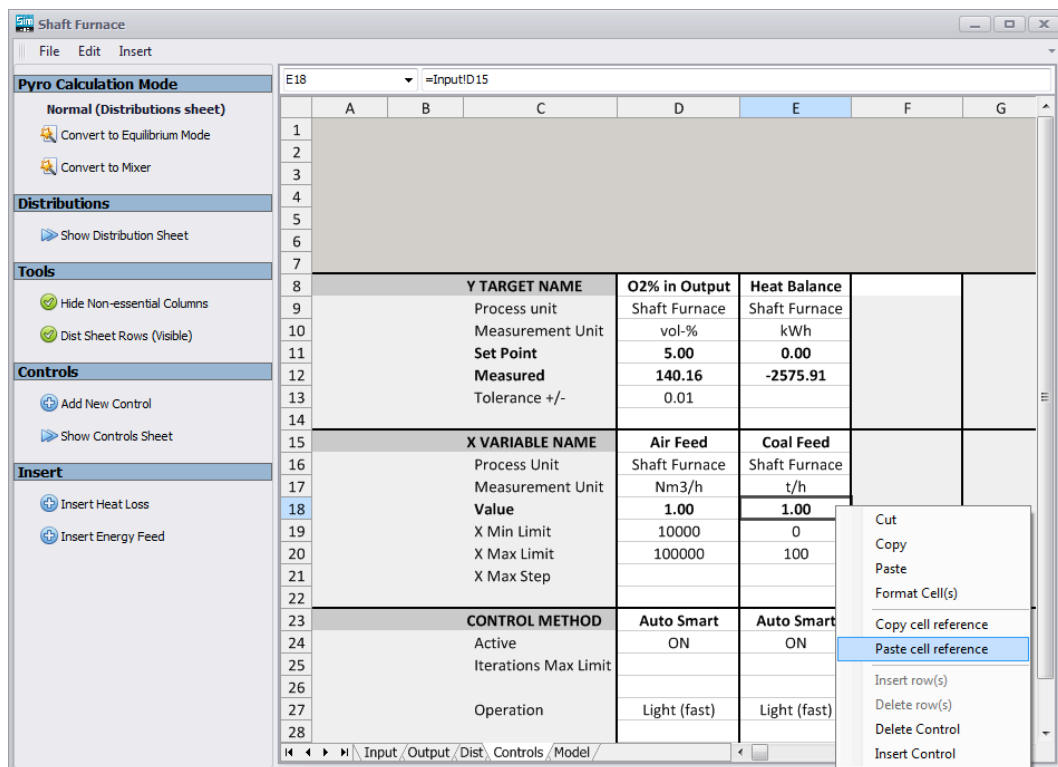 Sim Shaft Furnace
File Edit Insert
Pyro Calculation Mode
Normal (Distributions sheet)
Convert to Equilibrium Mode
Convert to Mixer
Distributions
Show Distribution Sheet
Tools
Hide Non-essential Columns
Dist Sheet Rows (Visible)
Controls
Add New Control
Show Controls Sheet
Insert
Insert Heat Loss
Insert Energy Feed
E18 =Input!D15
A B C D E F G
1
2
3
4
5
6
7
8 Y TARGET NAME O2% in Output Heat Balance
9 Process unit Shaft Furnace Shaft Furnace
10 Measurement Unit vol-% kWh
11 Set Point 5.00 0.00
12 Measured 140.16 -2575.91
13 Tolerance +/- 0.01
14
15 X VARIABLE NAME Air Feed Coal Feed
16 Process Unit Shaft Furnace Shaft Furnace
17 Measurement Unit Nm3/h t/h
18 Value 1.00 1.00
19 X Min Limit 10000 0
20 X Max Limit 100000 100
21 X Max Step
22
23 CONTROL METHOD Auto Smart Auto Smart
24 Active ON ON
25 Iterations Max Limit
26
27 Operation Light (fast) Light (fast)
28
Input Output Dist Controls Model
Cut
Copy
Paste
Format Cell(s)
Copy cell reference
Paste cell reference
Insert row(s)
Delete row(s)
Delete Control
Insert Control